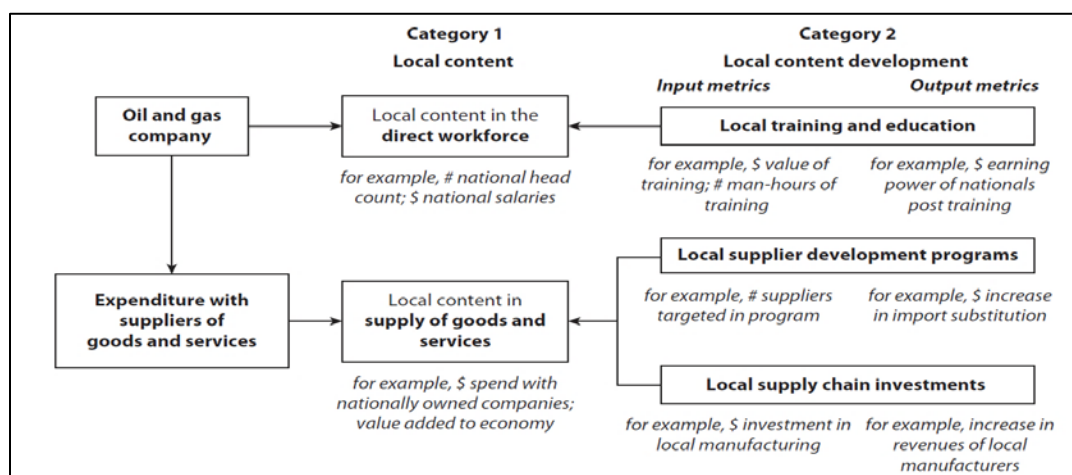 Category 1
Local content
Category 2
Local content development
Input metrics
Output metrics
Oil and gas
company
Local content in the
direct workforce
for example, # national head
count; $ national salaries
Local training and education
for example, $ value of
training; # man-hours of
training
for example, $ earning
power of nationals
post training
Expenditure with
suppliers of
goods and services
Local content in
supply of goods and
services
for example, $ spend with
nationally owned companies;
value added to economy
Local supplier development programs
for example, # suppliers
targeted in program
for example, $ increase
in import substitution
Local supply chain investments
for example, $ investment in
local manufacturing
for example, increase in
revenues of local
manufacturers